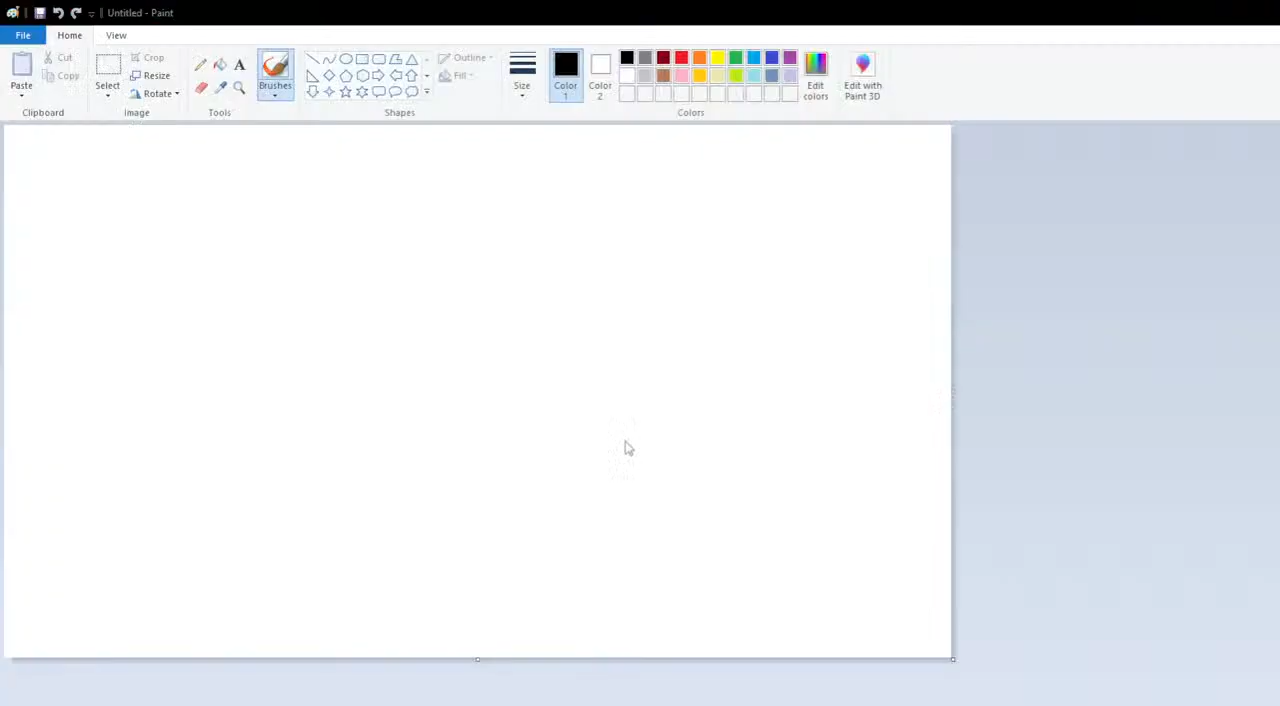 Untitled - Paint
File Home View
Paste
Cut
Copy
Clipboard
Select
Crop
Resize
Rotate
Image
A
Tools
Brushes
Outline
Fill
Shapes
Size
Color 1
Color 2
Edit colors
Edit with Paint 3D
Colors